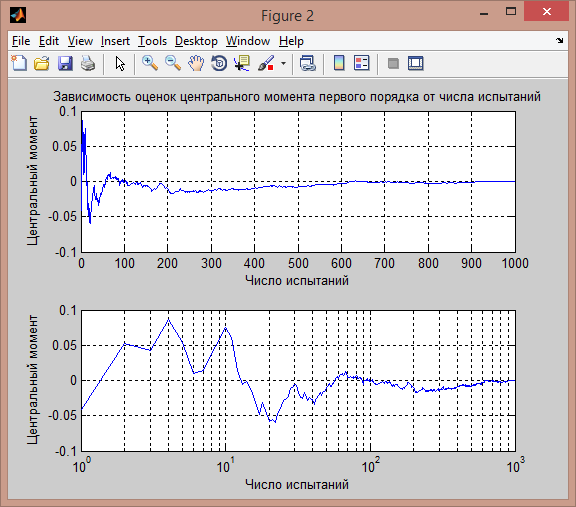 Figure 2
File Edit View Insert Tools Desktop Window Help
Зависимость оценок центрального момента первого порядка от числа испытаний
Центральный момент
0.1
0.05
0
-0.05
-0.1
0 100 200 300 400 500 600 700 800 900 1000
Число испытаний
Центральный момент
0.1
0.05
0
-0.05
-0.1
10^0 10^1 10^2 10^3
Число испытаний